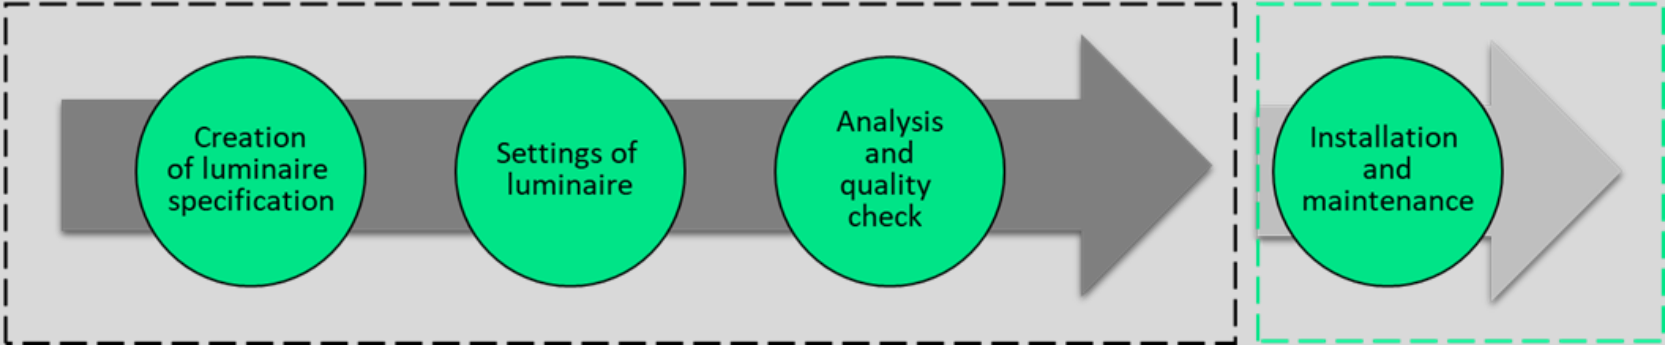 Creation
of luminaire
specification
Settings of
luminaire
Analysis
and
quality
check
Installation
and
maintenance